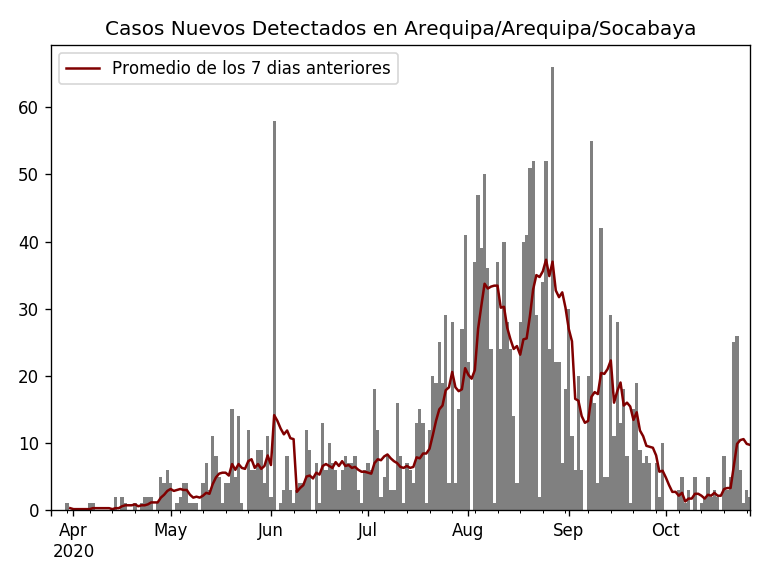 Casos Nuevos Detectados en Arequipa/Arequipa/Socabaya
Promedio de los 7 dias anteriores
60
50
40
30
20
10
0
Apr May Jun Jul Aug Sep Oct
2020